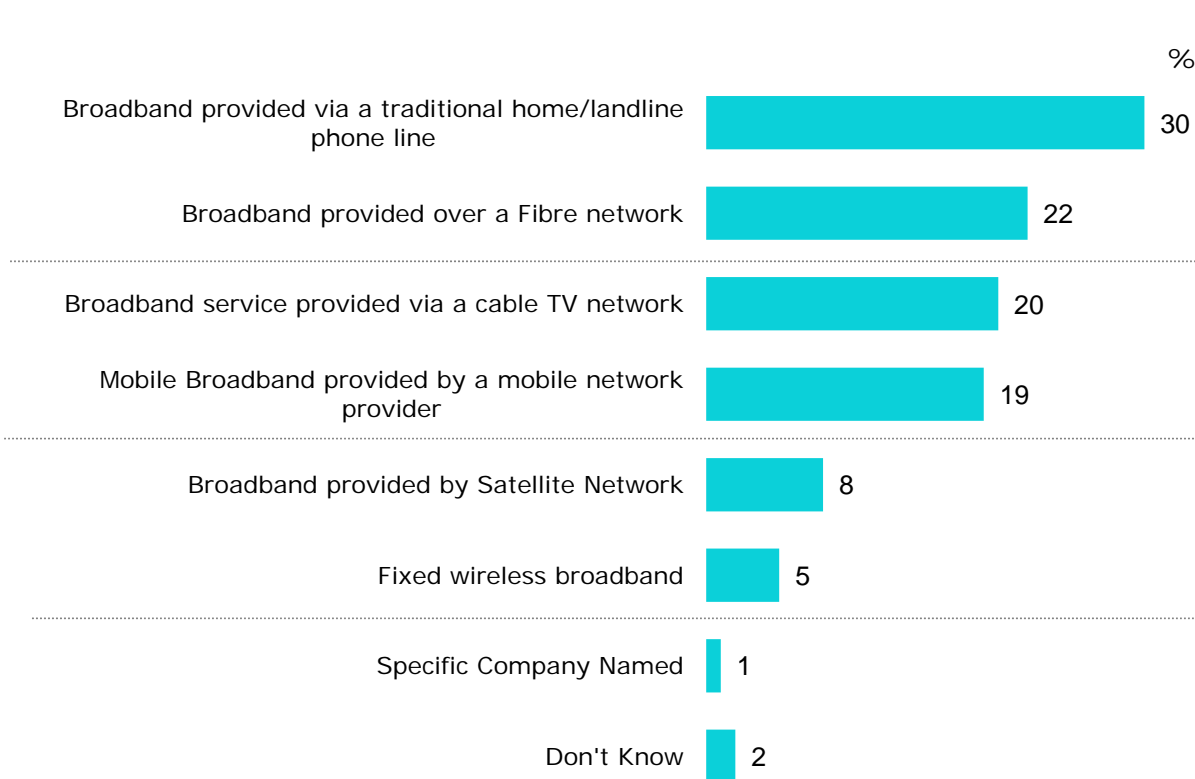 %
Broadband provided via a traditional home/landline
phone line
30
Broadband provided over a Fibre network
22
Broadband service provided via a cable TV network
20
Mobile Broadband provided by a mobile network
provider
19
Broadband provided by Satellite Network
8
Fixed wireless broadband
5
Specific Company Named
1
Don't Know
2